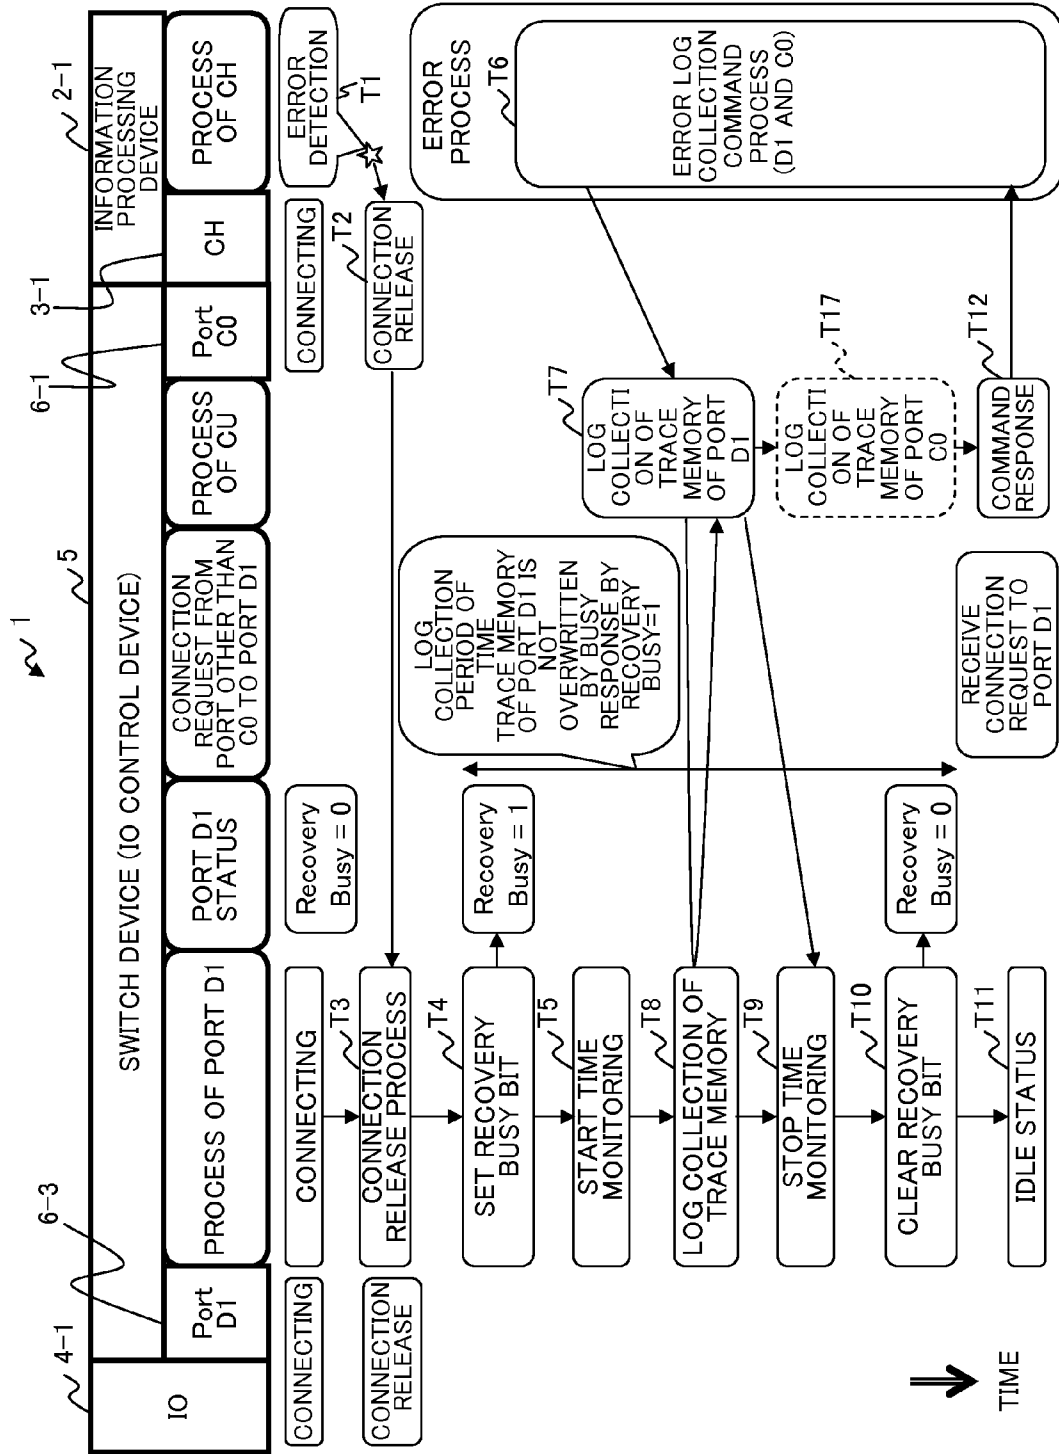 1
4-1
6-3
5
6-1
3-1
2-1
IO
SWITCH DEVICE (IO CONTROL DEVICE)
INFORMATION
PROCESSING
DEVICE
Port
D1
PROCESS OF PORT D1
PORT D1
STATUS
CONNECTION
REQUEST FROM
PORT OTHER THAN
C0 TO PORT D1
PROCESS
OF CU
Port
C0
CH
PROCESS
OF CH
CONNECTING
CONNECTING
Recovery
Busy = 0
CONNECTING
ERROR
DETECTION
T1
CONNECTION
RELEASE
CONNECTION
RELEASE PROCESS
T3
CONNECTION
RELEASE
T2
SET RECOVERY
BUSY BIT
T4
Recovery
Busy = 1
LOG
COLLECTION
PERIOD OF
TIME
TRACE MEMORY
OF PORT D1 IS
NOT
OVERWRITTEN
BY BUSY
RESPONSE BY
RECOVERY
BUSY=1
ERROR
PROCESS
T6
ERROR LOG
COLLECTION
COMMAND
PROCESS
(D1 AND C0)
START TIME
MONITORING
T5
T7
LOG
COLLECTI
ON OF
TRACE
MEMORY
OF PORT
D1
LOG COLLECTION OF
TRACE MEMORY
T8
STOP TIME
MONITORING
T9
LOG
COLLECTI
ON OF
TRACE
MEMORY
OF PORT
C0
T17
CLEAR RECOVERY
BUSY BIT
T10
Recovery
Busy = 0
IDLE STATUS
T11
RECEIVE
CONNECTION
REQUEST TO
PORT D1
COMMAND
RESPONSE
T12
TIME